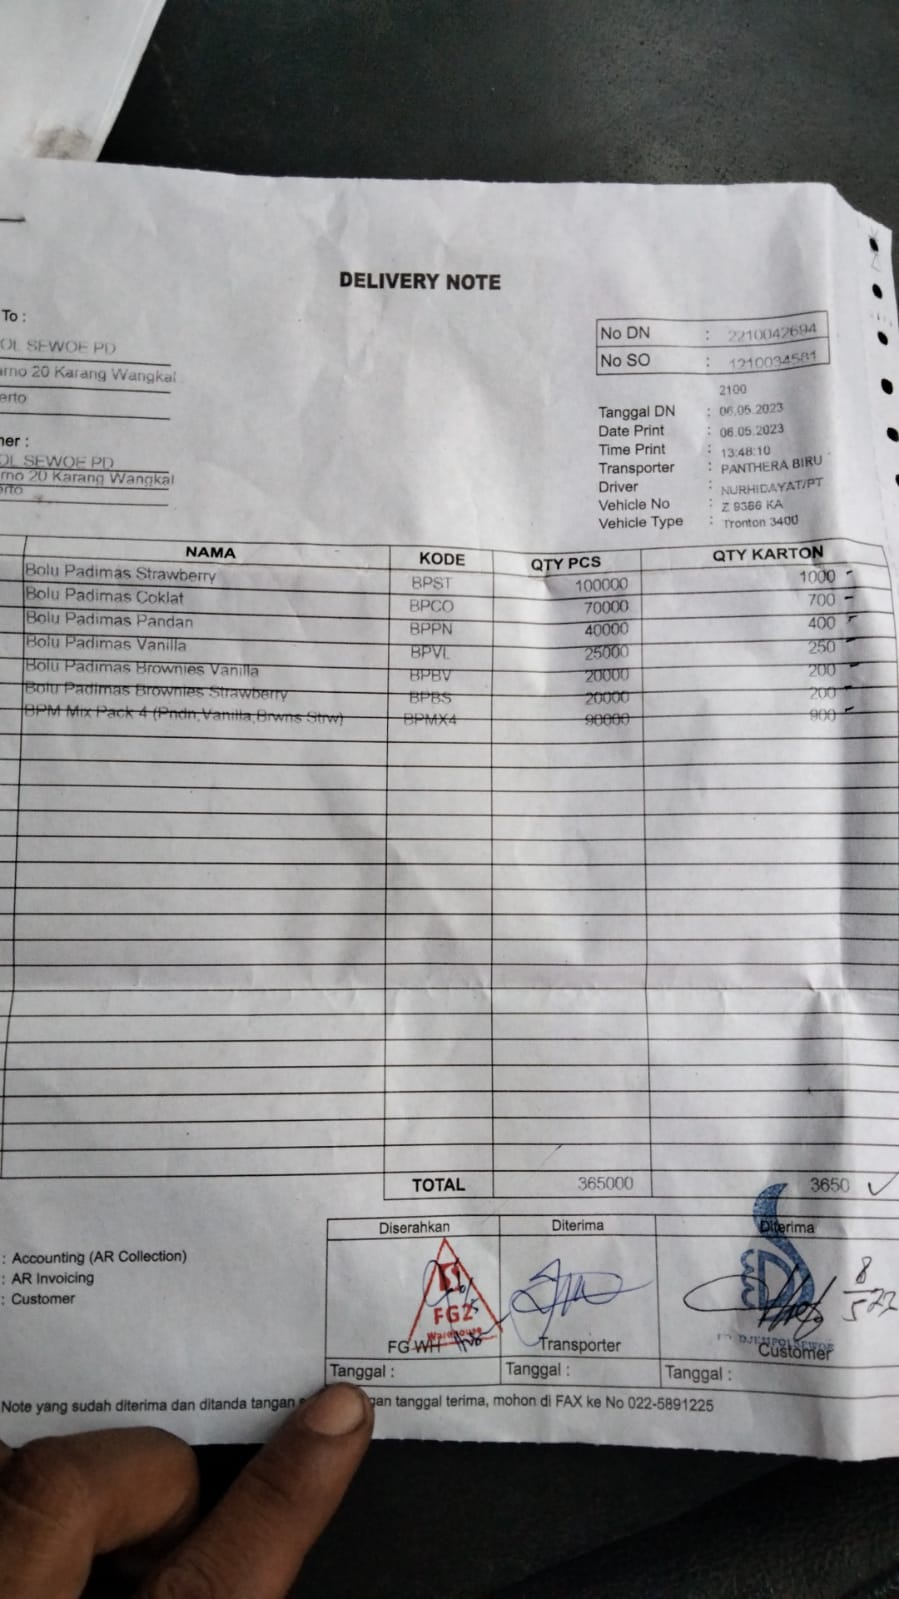 DELIVERY NOTE
To :
OL SEWOE PD
rno 20 Karang Wangkal
erto
ner :
OL SEWOE PD
rno 20 Karang Wangkal
erto
No DN : 2210042694
No SO : 1210034581
2100
Tanggal DN : 06.05.2023
Date Print : 06.05.2023
Time Print : 13:48:10
Transporter : PANTHERA BIRU
Driver : NURHIDAYAT/PT
Vehicle No : Z 9386 KA
Vehicle Type : Tronton 3400
NAMA KODE QTY PCS QTY KARTON
Bolu Padimas Strawberry BPST 100000 1000
Bolu Padimas Coklat BPCO 70000 700
Bolu Padimas Pandan BPPN 40000 400
Bolu Padimas Vanilla BPVL 25000 250
Bolu Padimas Brownies Vanilla BPBV 20000 200
Bolu Padimas Brownies Strawberry BPBS 20000 200
BPM Mix Pack 4 (Pndn,Vanilla,Brwns Strw) BPMX4 90000 900
TOTAL 365000 3650
Diserahkan Diterima Diterima
FG2
Warehouse
8
5
FG WH Transporter Customer
Tanggal : Tanggal : Tanggal :
: Accounting (AR Collection)
: AR Invoicing
: Customer
Note yang sudah diterima dan ditanda tangan gan tanggal terima, mohon di FAX ke No 022-5891225